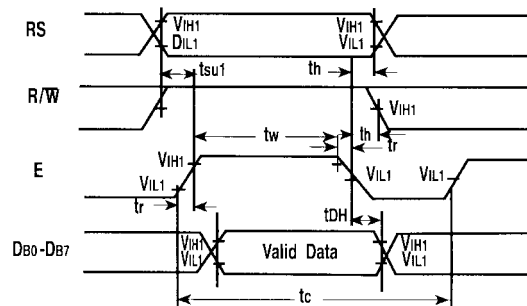 RS
VIH1
DIL1
VIH1
VIL1
tsu1
th
R/W̅
VIH1
tw
th
tr
E
VIH1
VIL1
VIL1
VIL1
tr
tDH
DB0-DB7
VIH1
VIL1
Valid Data
VIH1
VIL1
tc